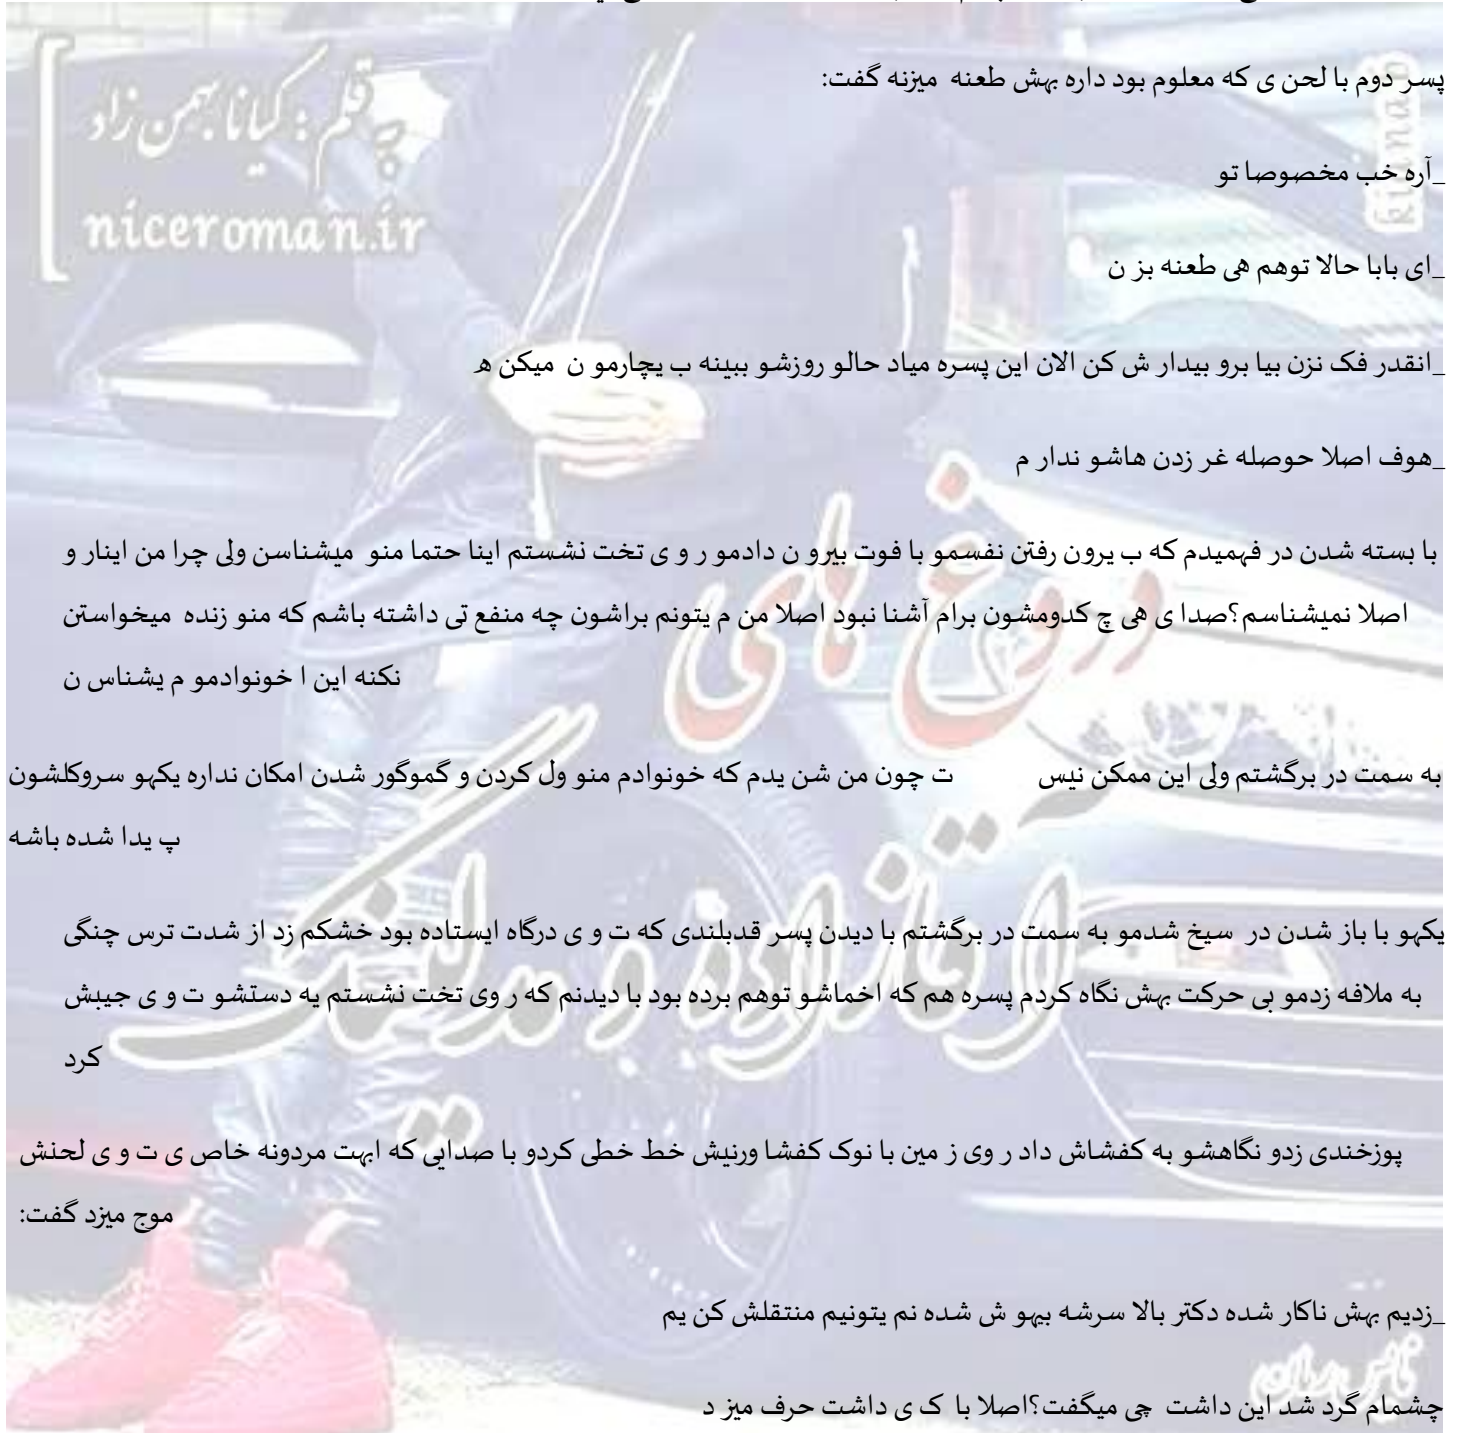 پسر دوم با لحن ی که معلوم بود داره بهش طعنه میزنه گفت:
_آره خب مخصوصا تو
_ای بابا حالا توهم هی طعنه بز ن
_انقدر فک نزن بیا برو بیدار ش کن الان این پسره میاد حالو روزشو ببینه ب یچارمو ن میکن ه
_هوف اصلا حوصله غر زدن هاشو ندار م
با بسته شدن در فهمیدم که ب یرون رفتن نفسمو با فوت بیرو ن دادمو ر و ی تخت نشستم اینا حتما منو میشناسن ولی چرا من اینار و
اصلا نمیشناسم؟صدا ی هی چ کدومشون برام آشنا نبود اصلا من م یتونم براشون چه منفع تی داشته باشم که منو زنده میخواستن
نکنه این ا خونوادمو م یشناس ن
به سمت در برگشتم ولی این ممکن نیس ت چون من شن یدم که خونوادم منو ول کردن و گموگور شدن امکان نداره یکهو سروکلشون
پ یدا شده باشه
یکهو با باز شدن در سیخ شدمو به سمت در برگشتم با دیدن پسر قدبلندی که ت و ی درگاه ایستاده بود خشکم زد از شدت ترس چنگی
به ملافه زدمو بی حرکت بهش نگاه کردم پسره هم که اخماشو توهم برده بود با دیدنم که ر وی تخت نشستم یه دستشو ت و ی جیبش
کرد
پوزخندی زدو نگاهشو به کفشاش داد ر وی ز مین با نوک کفشا ورنیش خط خطی کردو با صدایی که ابهت مردونه خاص ی ت و ی لحنش
موج میزد گفت:
_زدیم بهش ناکار شده دکتر بالا سرشه بیهو ش شده نم یتونیم منتقلش کن یم
چشمام گرد شد این داشت چی میگفت؟اصلا با ک ی داشت حرف میز د
به قلم : کیانا بهمن زاد
niceroman.ir
دروغ های
آقازاده و مدلینگ